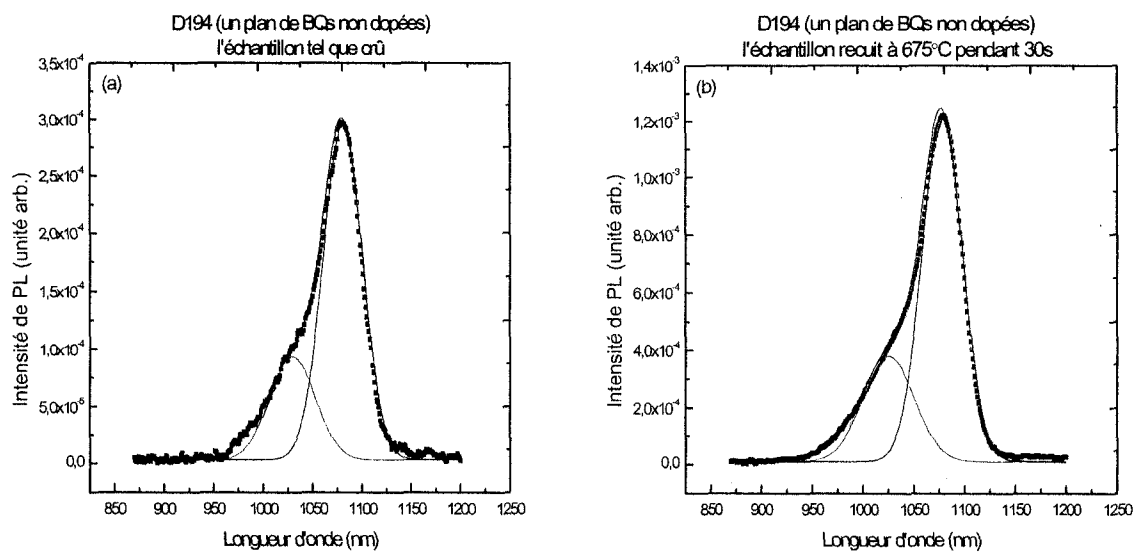 D194 (un plan de BQs non dopées)
l'échantillon tel que crû
(a)
3,5x10-4
3,0x10-4
2,5x10-4
2,0x10-4
1,5x10-4
1,0x10-4
5,0x10-5
0,0
Intensité de PL (unité arb.)
850 900 950 1000 1050 1100 1150 1200 1250
Longueur d'onde (nm)
D194 (un plan de BQs non dopées)
l'échantillon recuit à 675°C pendant 30s
(b)
1,4x10-3
1,2x10-3
1,0x10-3
8,0x10-4
6,0x10-4
4,0x10-4
2,0x10-4
0,0
Intensité de PL (unité arb.)
850 900 950 1000 1050 1100 1150 1200 1250
Longueur d'onde (nm)